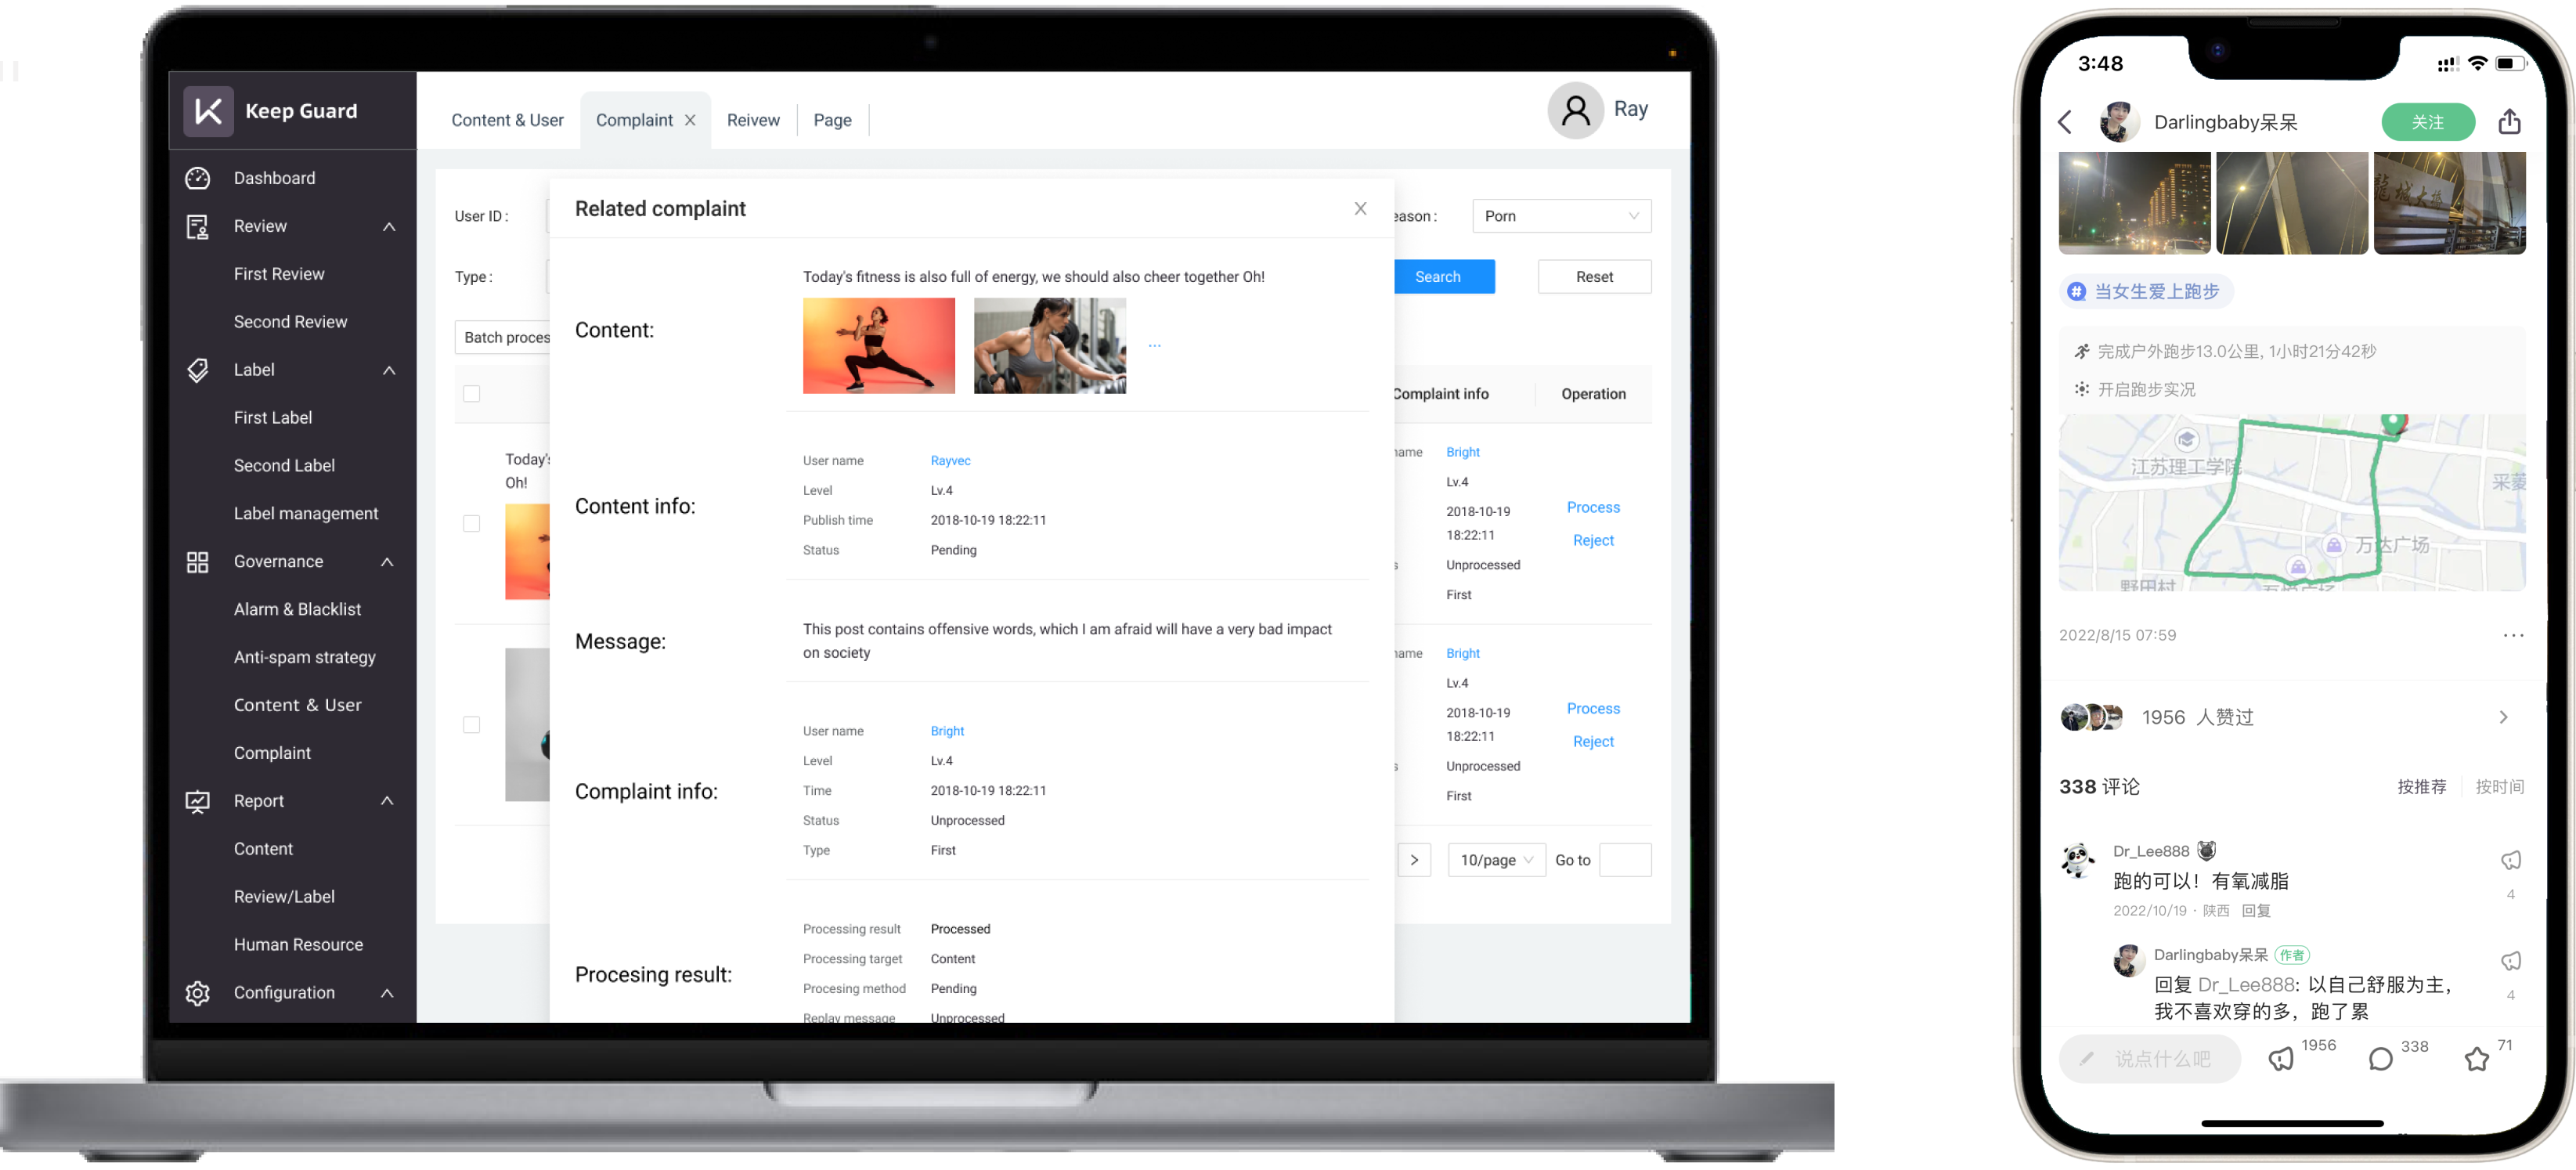 Keep Guard
Dashboard
Review
First Review
Second Review
Label
First Label
Second Label
Label management
Governance
Alarm & Blacklist
Anti-spam strategy
Content & User
Complaint
Report
Content
Review/Label
Human Resource
Configuration
Content & User
Complaint
Reivew
Page
Ray
User ID :
Type :
Batch proces
Today's
Oh!
Related complaint
Content:
Today's fitness is also full of energy, we should also cheer together Oh!
...
Content info:
User name Rayvec
Level Lv.4
Publish time 2018-10-19 18:22:11
Status Pending
Message:
This post contains offensive words, which I am afraid will have a very bad impact
on society
Complaint info:
User name Bright
Level Lv.4
Time 2018-10-19 18:22:11
Status Unprocessed
Type First
Procesing result:
Processing result Processed
Processing target Content
Procesing method Pending
Replay message Unprocessed
eason : Porn
Search
Reset
Complaint info
Operation
name Bright
Lv.4
2018-10-19
18:22:11
s Unprocessed
First
Process
Reject
name Bright
Lv.4
2018-10-19
18:22:11
s Unprocessed
First
Process
Reject
10/page
Go to
3:48
Darlingbaby呆呆
关注
龍城大橋
当女生爱上跑步
完成户外跑步13.0公里, 1小时21分42秒
开启跑步实况
江苏理工学院
采菱
万达广场
野田村
2022/8/15 07:59
1956 人赞过
338 评论
按推荐
按时间
Dr_Lee888
跑的可以！有氧减脂
2022/10/19 · 陕西 回复
4
Darlingbaby呆呆 作者
回复 Dr_Lee888: 以自己舒服为主，
我不喜欢穿的多，跑了累
4
说点什么吧
1956
338
71